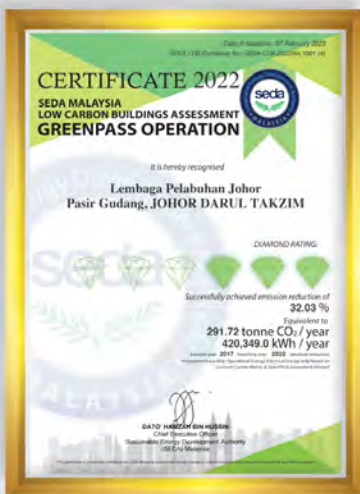 Date of Issuance : 07 February 2023
CERTIFICATE 2022
SEDA MALAYSIA
LOW CARBON BUILDINGS ASSESSMENT
GREENPASS OPERATION
seda
MALAYSIA
It is hereby recognised
Lembaga Pelabuhan Johor
Pasir Gudang, JOHOR DARUL TAKZIM
DIAMOND RATING:
Successfully achieved emission reduction of
32.03 %
Equivalent to
291.72 tonne CO2 / year
420,349.0 kWh / year
2017 2022
DATO' HAMZAH BIN HUSSIN
Chief Executive Officer
Sustainable Energy Development Authority
(SEDA) Malaysia